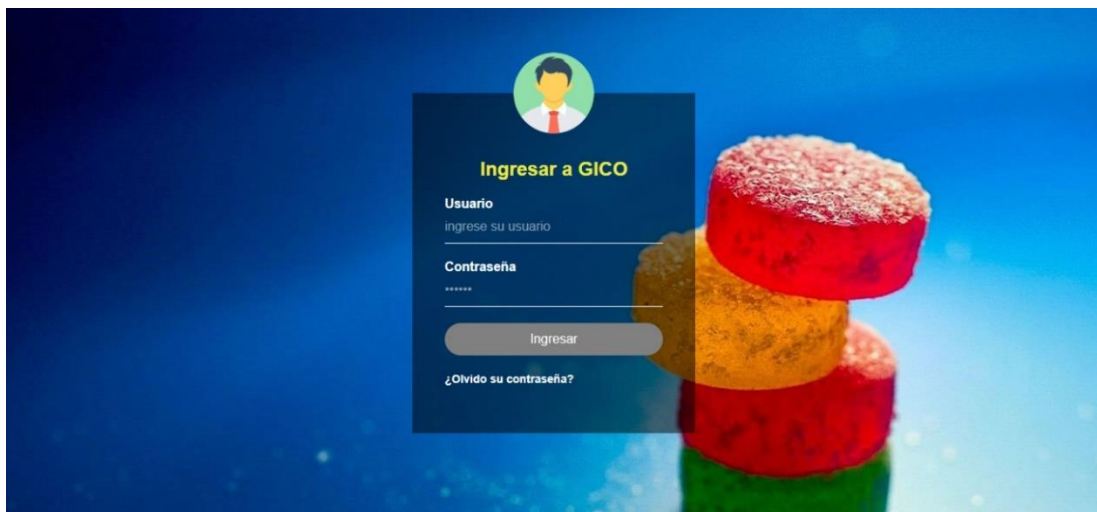 Ingresar a GICO
Usuario
ingrese su usuario
Contraseña
******
Ingresar
¿Olvido su contraseña?